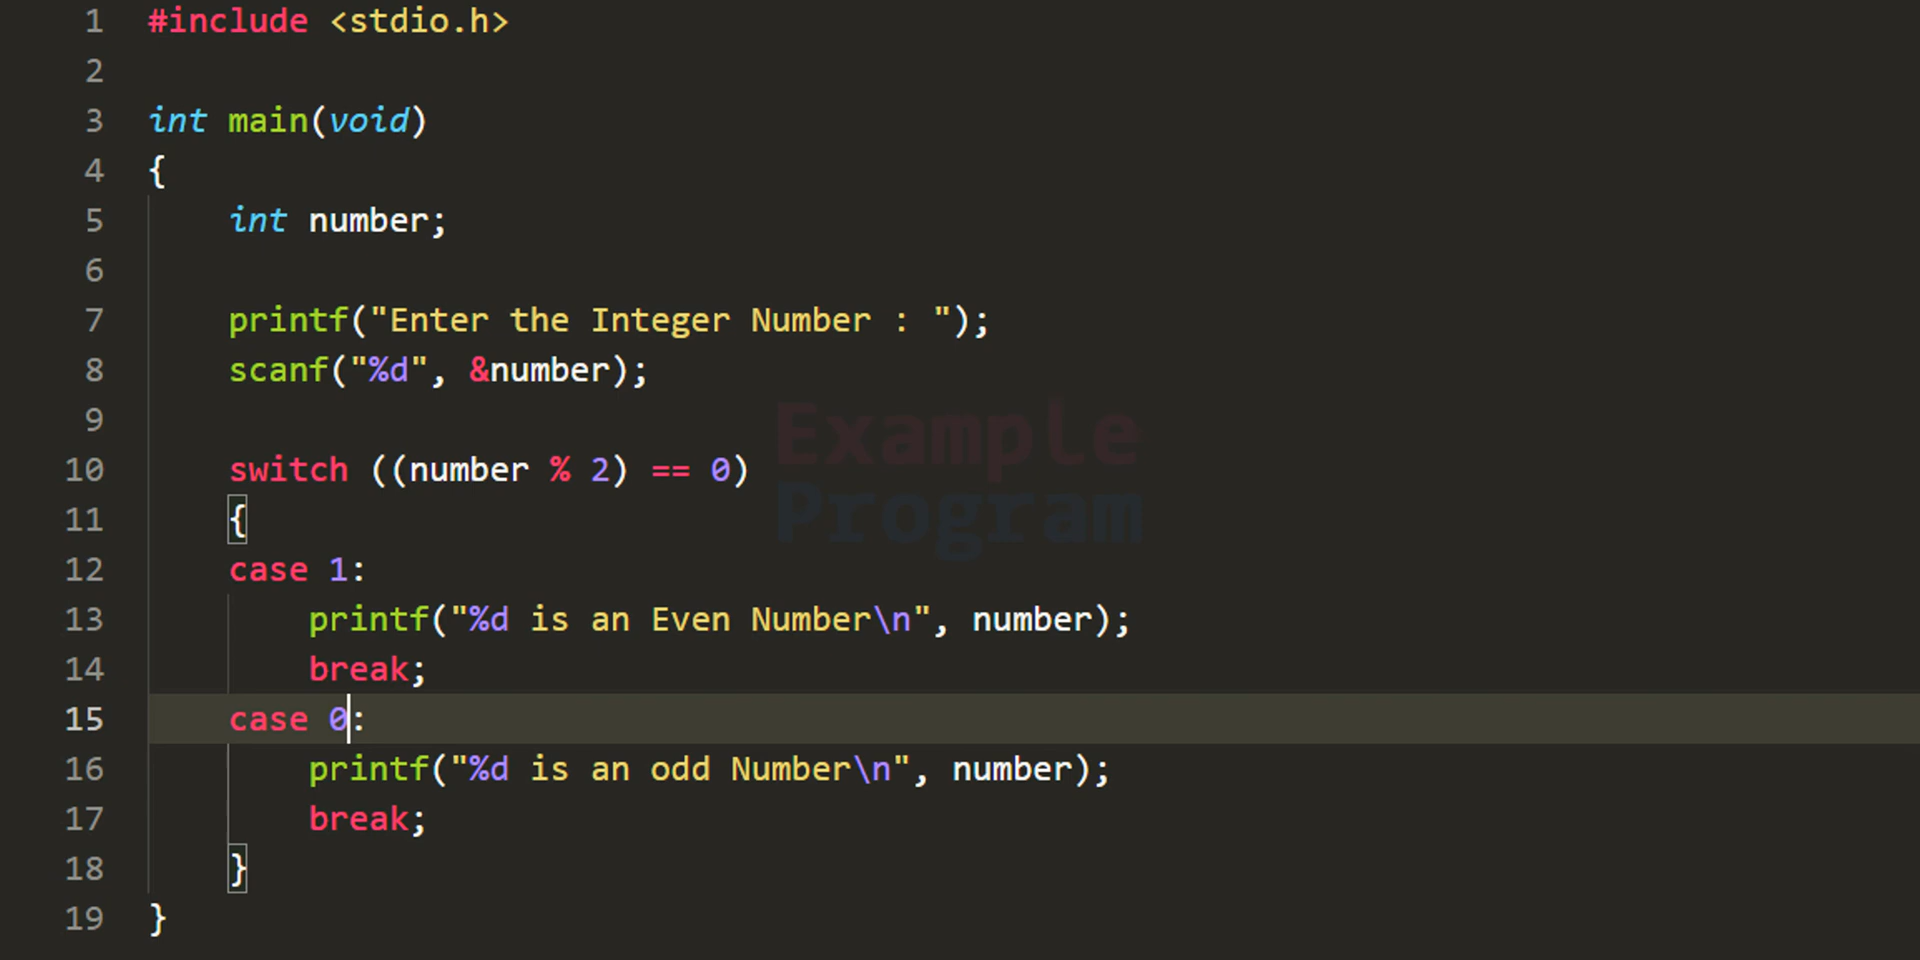 1 #include <stdio.h>
2
3 int main(void)
4 {
5     int number;
6
7     printf("Enter the Integer Number : ");
8     scanf("%d", &number);
9
10     switch ((number % 2) == 0)
11     {
12     case 1:
13         printf("%d is an Even Number\n", number);
14         break;
15     case 0:
16         printf("%d is an odd Number\n", number);
17         break;
18     }
19 }
Example
Program